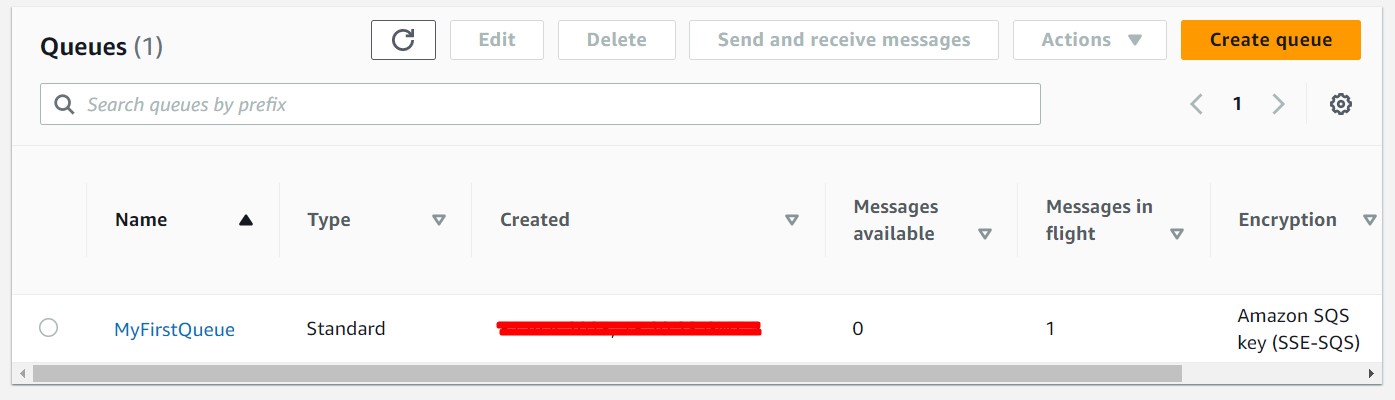 Queues (1)
Edit
Delete
Send and receive messages
Actions
Create queue
Search queues by prefix
1
Name
Type
Created
Messages
available
Messages in
flight
Encryption
MyFirstQueue
Standard
0
1
Amazon SQS
key (SSE-SQS)